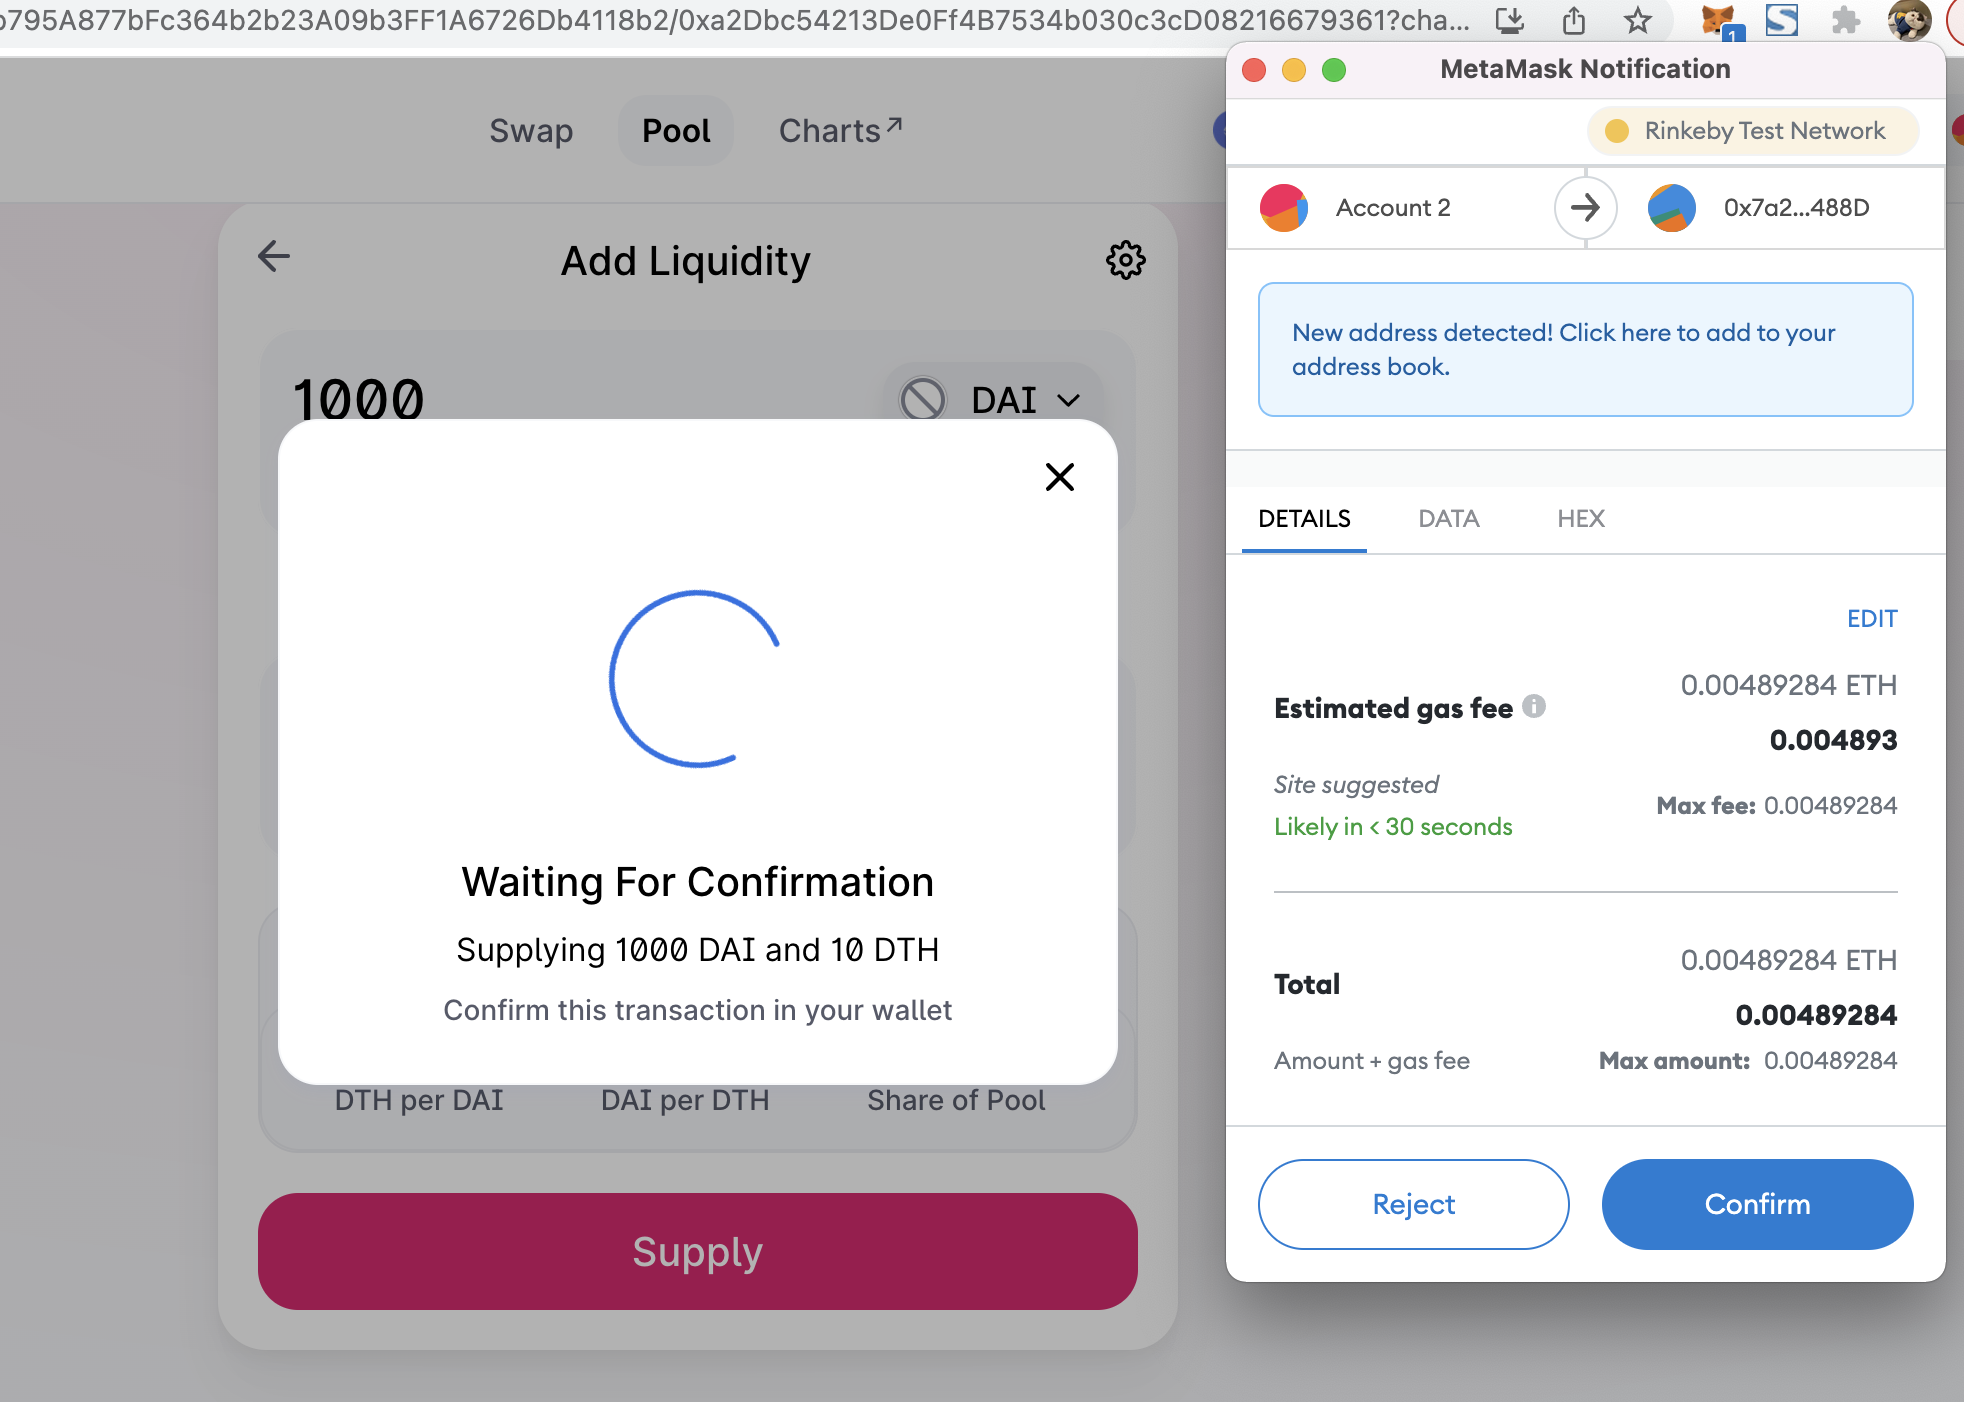 795A877bFc364b2b23A09b3FF1A6726Db4118b2/0xa2Dbc54213De0Ff4B7534b030c3cD08216679361?cha...
1
MetaMask Notification
Swap
Pool
Charts↗
Rinkeby Test Network
Account 2
0x7a2...488D
Add Liquidity
1000
DAI
New address detected! Click here to add to your
address book.
DETAILS
DATA
HEX
EDIT
Estimated gas fee
0.00489284 ETH
0.004893
Site suggested
Likely in < 30 seconds
Max fee: 0.00489284
Waiting For Confirmation
Supplying 1000 DAI and 10 DTH
Confirm this transaction in your wallet
Total
0.00489284 ETH
0.00489284
Amount + gas fee
Max amount: 0.00489284
DTH per DAI
DAI per DTH
Share of Pool
Supply
Reject
Confirm